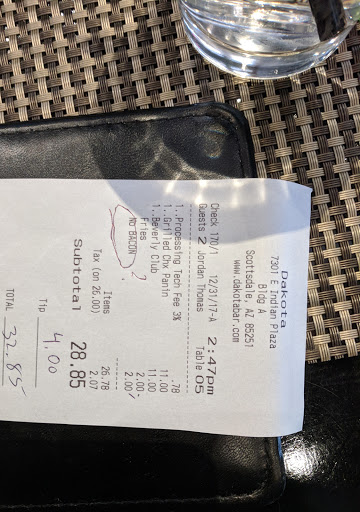 Dakota
7301 E Indian Plaza
Bldg A
Scottsdale, AZ 85251
www.dakotabar.com
Check 170/1 12/31/17-A 2:47pm
Guests 2 Jordan Thomas Table 05
1..Processing Tech Fee 3% .78
1..Grilled Chx Panin 11.00
1..Beverly Club 11.00
Fries 2.00
NO BACON ? 2.00
Items 26.78
Tax (on 26.00) 2.07
Subtotal 28.85
Tip 4.00
TOTAL 32.85